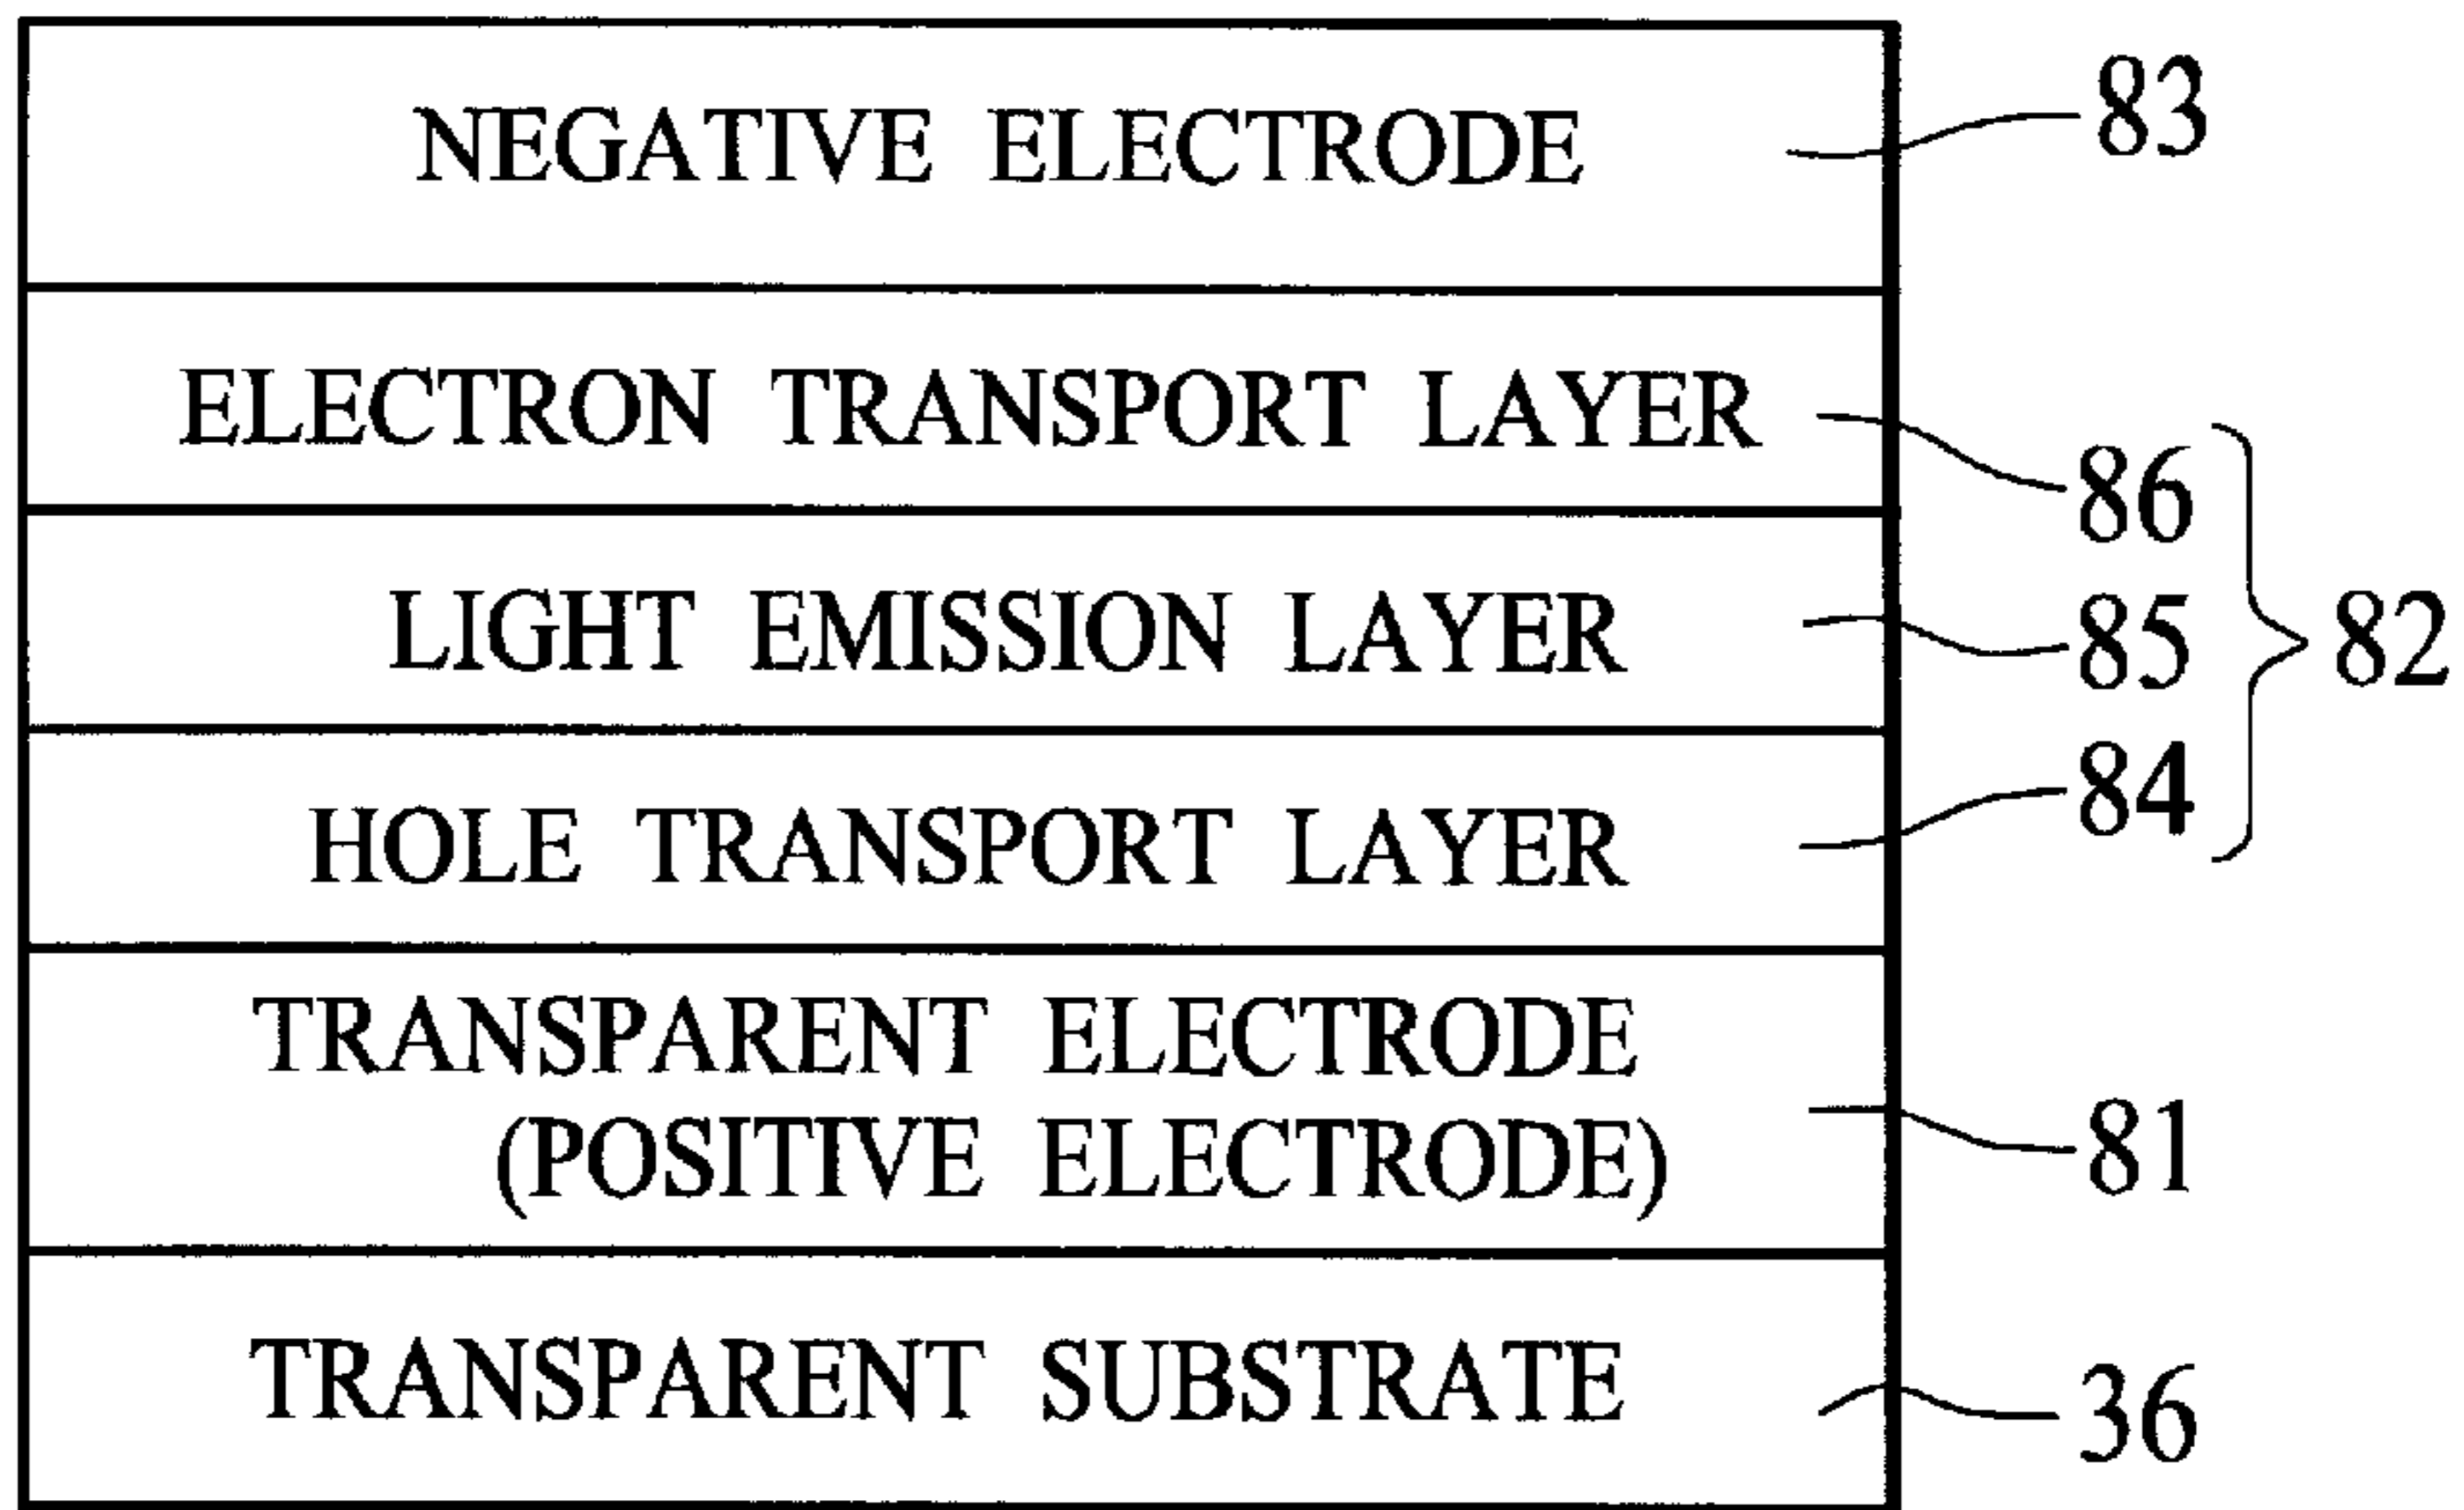 NEGATIVE ELECTRODE
83
ELECTRON TRANSPORT LAYER
86
LIGHT EMISSION LAYER
85
82
HOLE TRANSPORT LAYER
84
TRANSPARENT ELECTRODE
(POSITIVE ELECTRODE)
81
TRANSPARENT SUBSTRATE
36